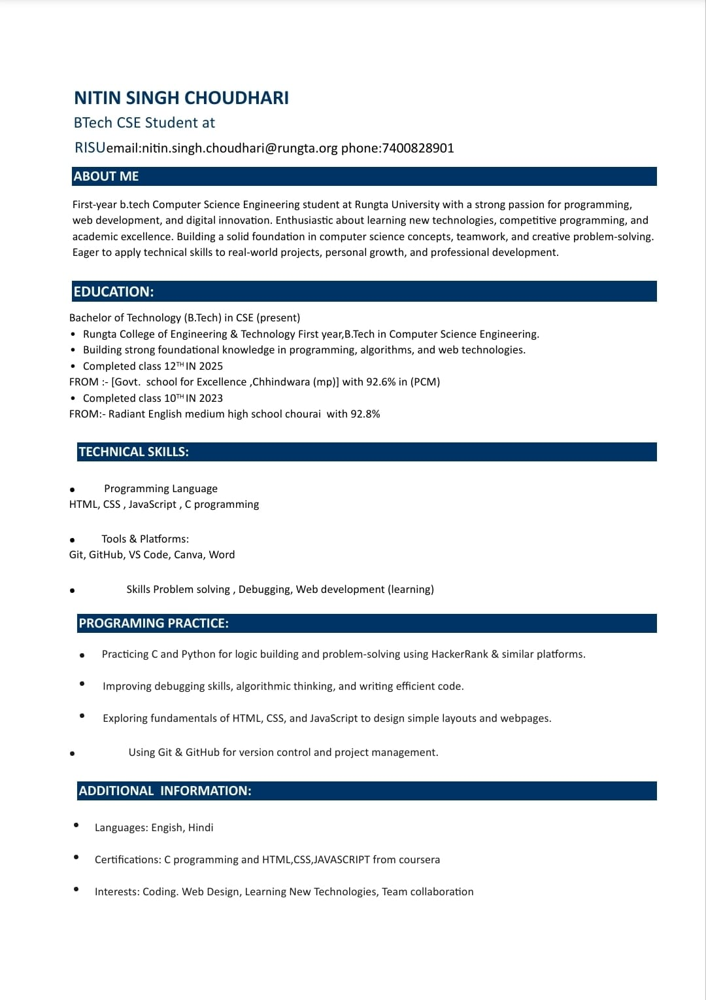 NITIN SINGH CHOUDHARI
BTech CSE Student at
RISUemail:nitin.singh.choudhari@rungta.org phone:7400828901
ABOUT ME
First-year b.tech Computer Science Engineering student at Rungta University with a strong passion for programming,
web development, and digital innovation. Enthusiastic about learning new technologies, competitive programming, and
academic excellence. Building a solid foundation in computer science concepts, teamwork, and creative problem-solving.
Eager to apply technical skills to real-world projects, personal growth, and professional development.
EDUCATION:
Bachelor of Technology (B.Tech) in CSE (present)
• Rungta College of Engineering & Technology First year,B.Tech in Computer Science Engineering.
• Building strong foundational knowledge in programming, algorithms, and web technologies.
• Completed class 12TH IN 2025
FROM :- [Govt.  school for Excellence ,Chhindwara (mp)] with 92.6% in (PCM)
• Completed class 10TH IN 2023
FROM:- Radiant English medium high school chourai  with 92.8%
TECHNICAL SKILLS:
• Programming Language
HTML, CSS , JavaScript , C programming
• Tools & Platforms:
Git, GitHub, VS Code, Canva, Word
• Skills Problem solving , Debugging, Web development (learning)
PROGRAMING PRACTICE:
• Practicing C and Python for logic building and problem-solving using HackerRank & similar platforms.
• Improving debugging skills, algorithmic thinking, and writing efficient code.
• Exploring fundamentals of HTML, CSS, and JavaScript to design simple layouts and webpages.
• Using Git & GitHub for version control and project management.
ADDITIONAL  INFORMATION:
• Languages: Engish, Hindi
• Certifications: C programming and HTML,CSS,JAVASCRIPT from coursera
• Interests: Coding. Web Design, Learning New Technologies, Team collaboration